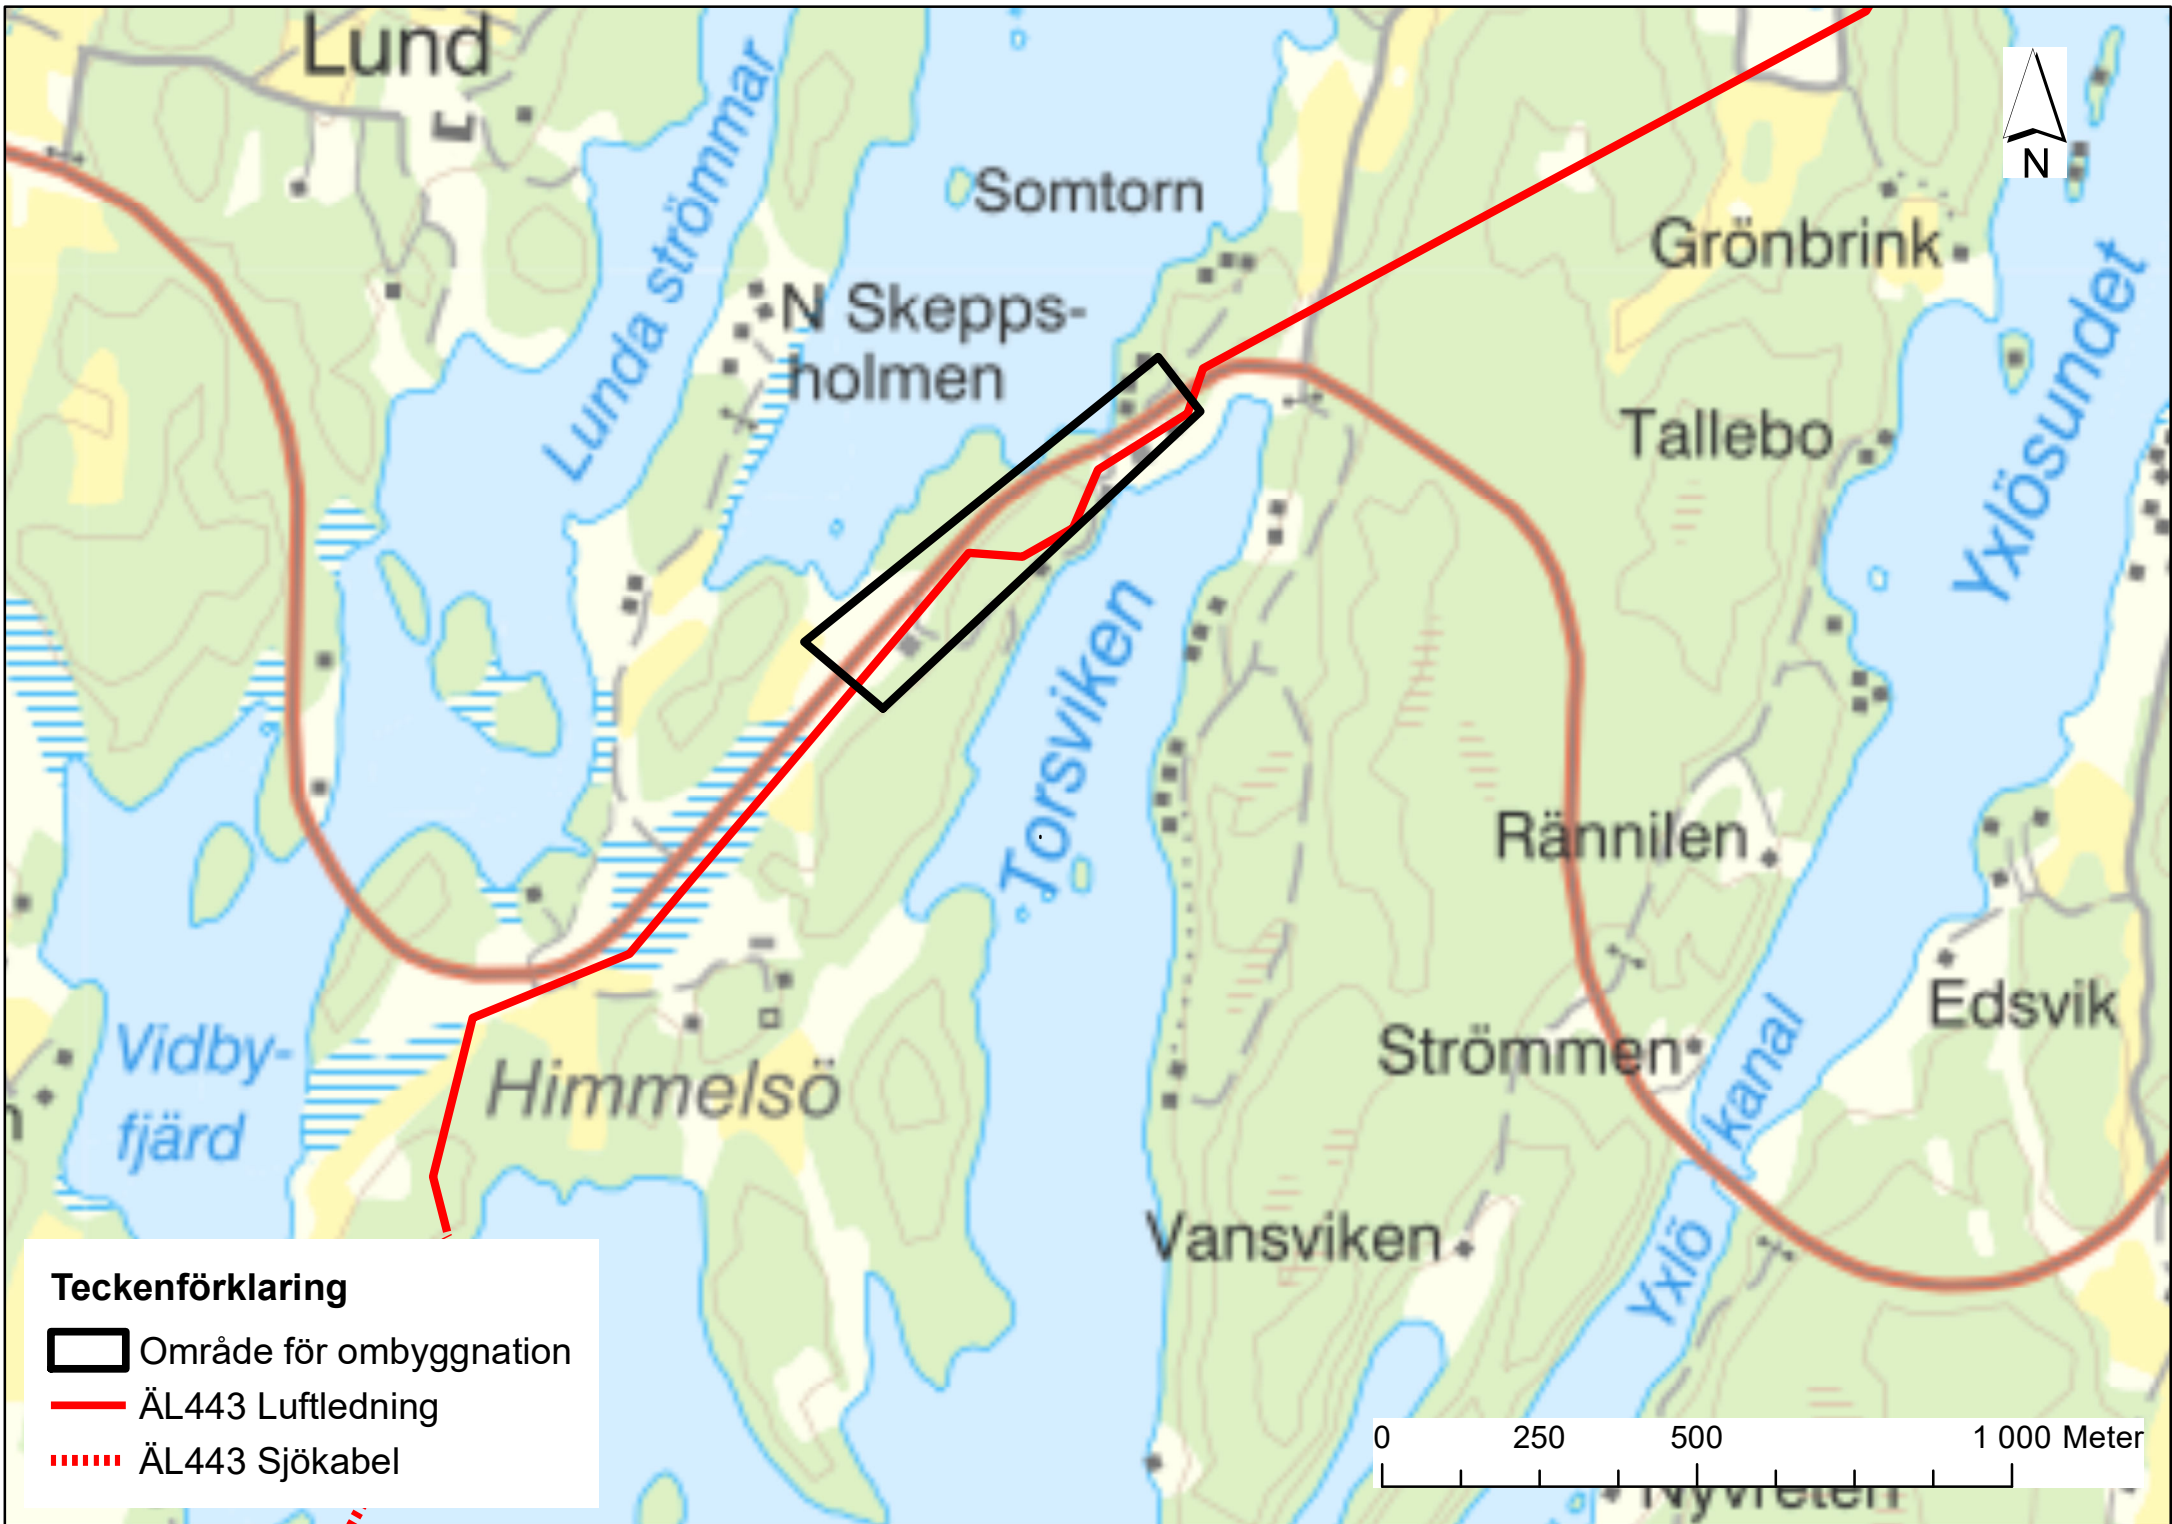 Lund
Lunda strömmar
Somtorn
N Skepps-
holmen
N
Grönbrink
Yxlösundet
Tallebo
Torsviken
Rännilen
Edsvik
Strömmen
Yxlö kanal
Vidby-
fjärd
Himmelsö
Vansviken
Teckenförklaring
Område för ombyggnation
ÄL443 Luftledning
ÄL443 Sjökabel
0 250 500 1 000 Meter